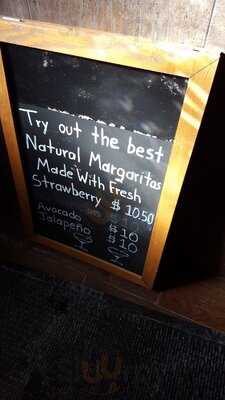 Try out the best
Natural Margaritas
Made With Fresh
Strawberry $ 10.50
Avocado $ 10
Jalapeño $ 10